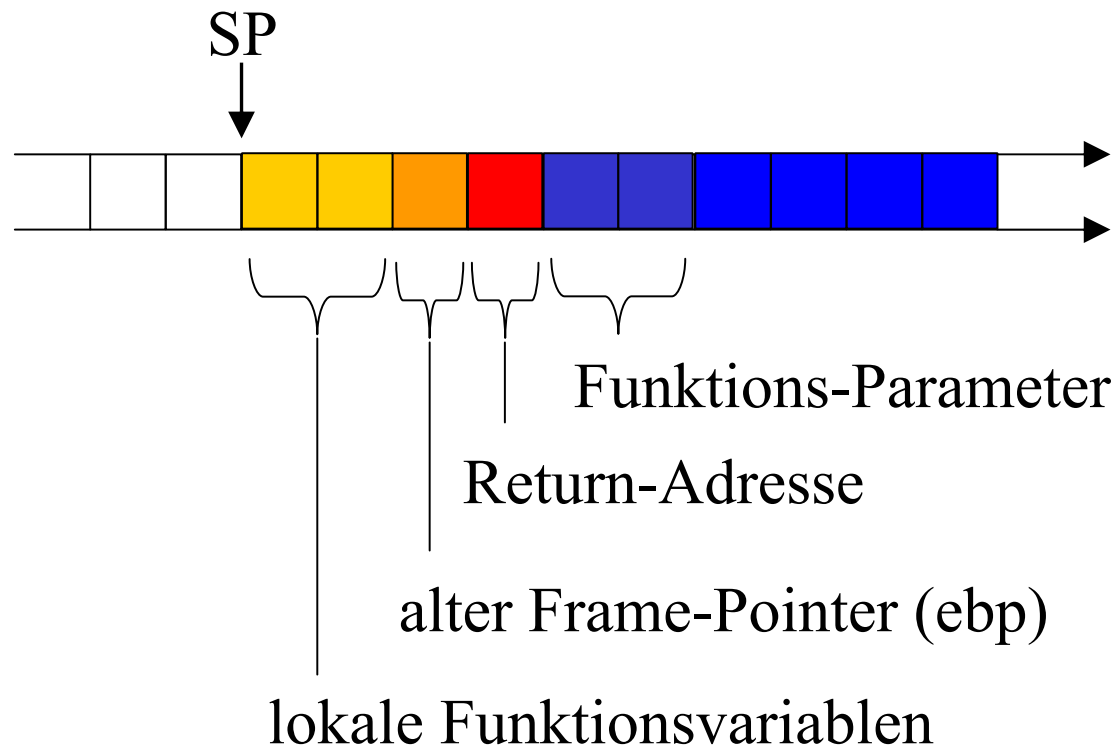 SP
Funktions-Parameter
Return-Adresse
alter Frame-Pointer (ebp)
lokale Funktionsvariablen